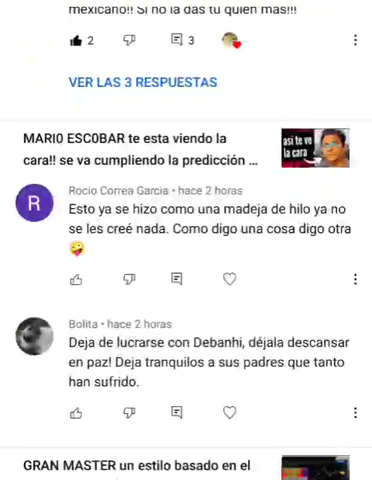 mexicano!! Si no la das tu quien mas!!!
2
3
VER LAS 3 RESPUESTAS
MARI0 ESC0BAR te esta viendo la
cara!! se va cumpliendo la predicción ...
asi te ve
la cara
R
Rocio Correa Garcia • hace 2 horas
Esto ya se hizo como una madeja de hilo ya no
se les creé nada. Como digo una cosa digo otra
🤪
Bolita • hace 2 horas
Deja de lucrarse con Debanhi, déjala descansar
en paz! Deja tranquilos a sus padres que tanto
han sufrido.
GRAN MASTER un estilo basado en el